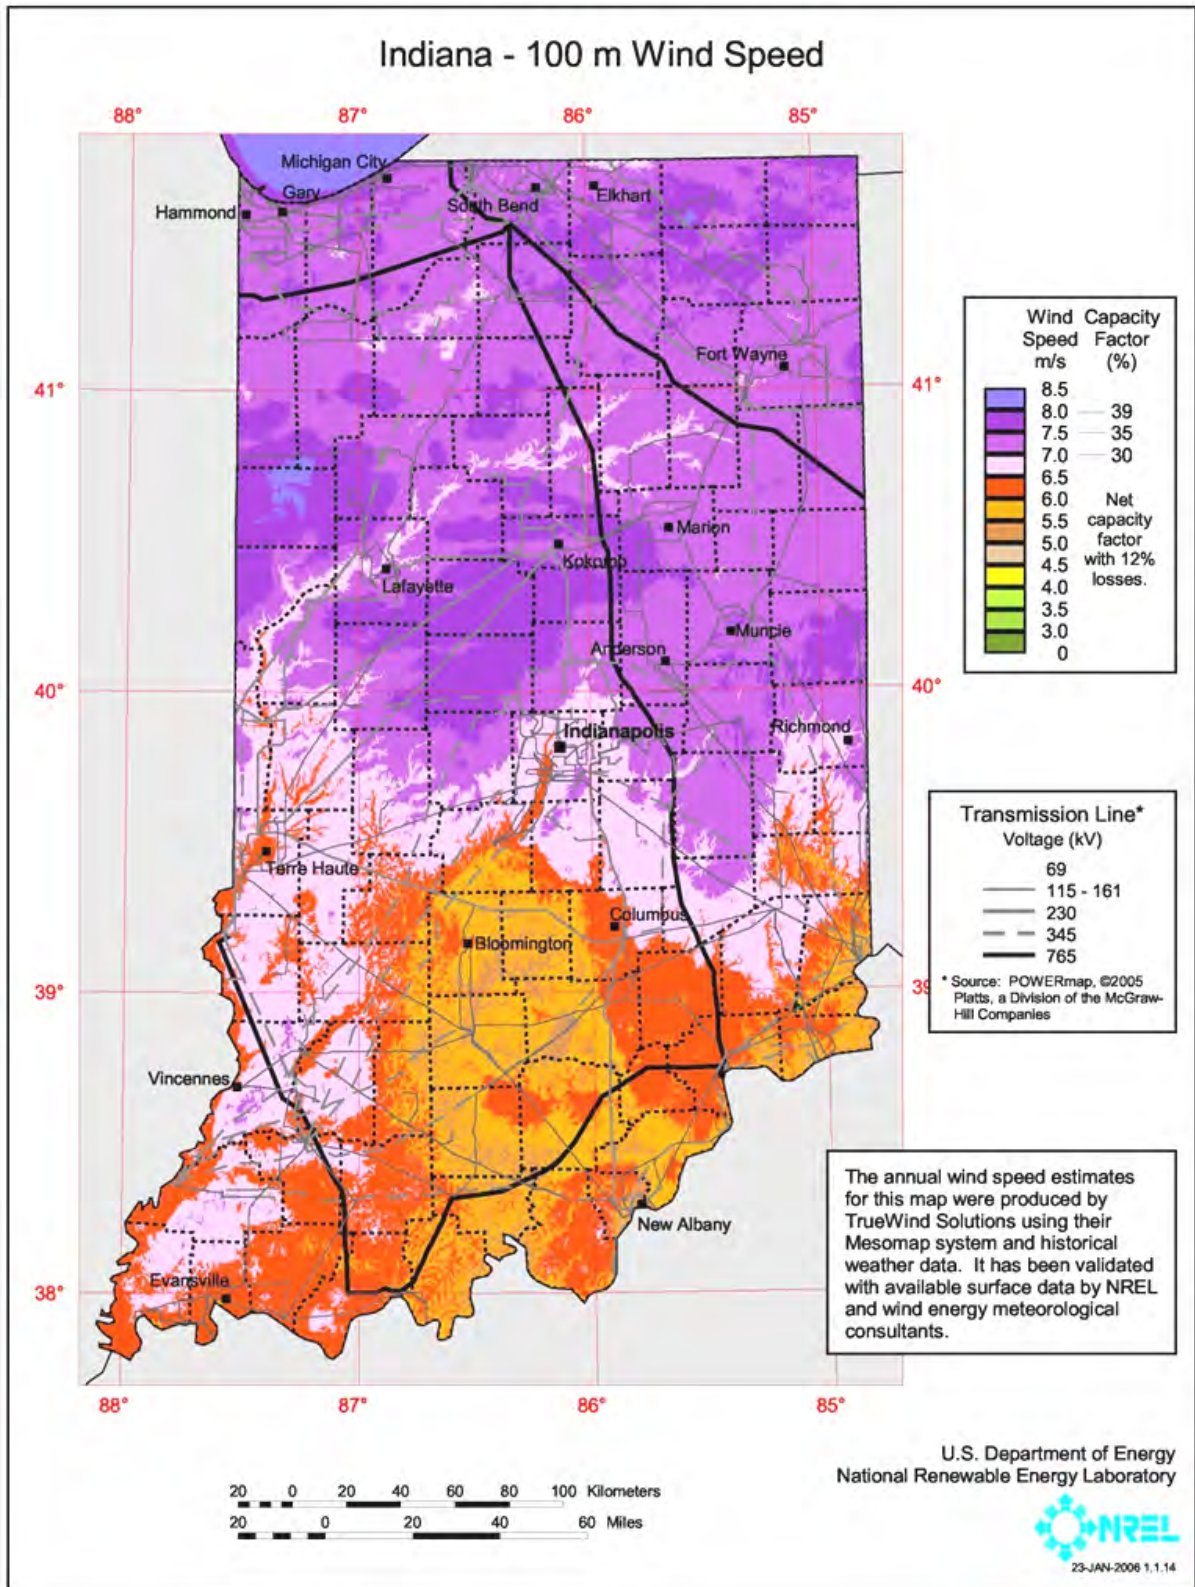 Indiana - 100 m Wind Speed
88° 87° 86° 85°
Michigan City
Gary
Hammond
South Bend
Elkhart
Fort Wayne
41° 41°
Marion
Kokomo
Lafayette
Muncie
Anderson
40° 40°
Indianapolis
Richmond
Terre Haute
Columbus
Bloomington
39° 39
Vincennes
New Albany
Evansville
38°
88° 87° 86° 85°
Wind Capacity
Speed Factor
m/s (%)
8.5
8.0 39
7.5 35
7.0 30
6.5
6.0
5.5
5.0
4.5
4.0
3.5
3.0
0
Net
capacity
factor
with 12%
losses.
Transmission Line*
Voltage (kV)
69
115 - 161
230
345
765
* Source: POWERmap, ©2005
Platts, a Division of the McGraw-
Hill Companies
The annual wind speed estimates
for this map were produced by
TrueWind Solutions using their
Mesomap system and historical
weather data. It has been validated
with available surface data by NREL
and wind energy meteorological
consultants.
U.S. Department of Energy
National Renewable Energy Laboratory
20 0 20 40 60 80 100 Kilometers
20 0 20 40 60 Miles
NREL
23-JAN-2006 1.1.14